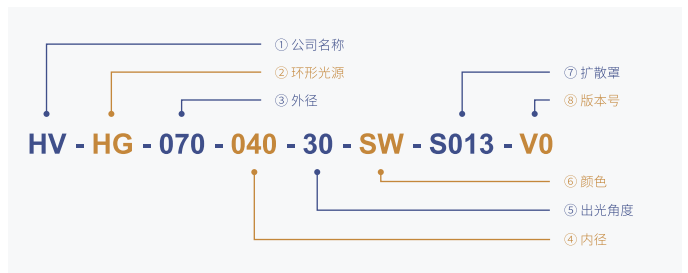 ① 公司名称
② 环形光源
⑦ 扩散罩
③ 外径
⑧ 版本号
HV - HG - 070 - 040 - 30 - SW - S013 - V0
⑥ 颜色
⑤ 出光角度
④ 内径